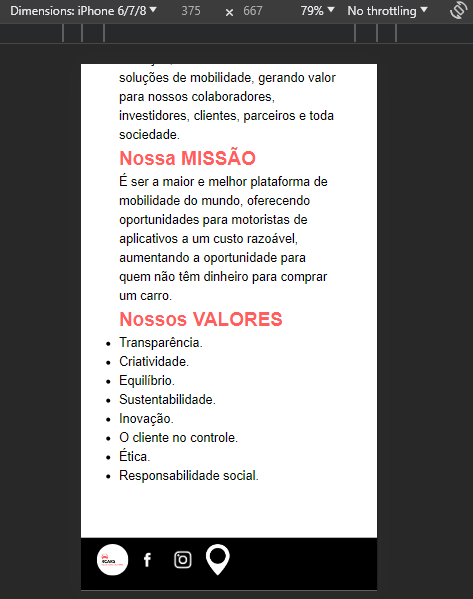 Dimensions: iPhone 6/7/8 375 × 667 79% No throttling
soluções de mobilidade, gerando valor
para nossos colaboradores,
investidores, clientes, parceiros e toda
sociedade.
Nossa MISSÃO
É ser a maior e melhor plataforma de
mobilidade do mundo, oferecendo
oportunidades para motoristas de
aplicativos a um custo razoável,
aumentando a oportunidade para
quem não têm dinheiro para comprar
um carro.
Nossos VALORES
Transparência.
Criatividade.
Equilíbrio.
Sustentabilidade.
Inovação.
O cliente no controle.
Ética.
Responsabilidade social.
f